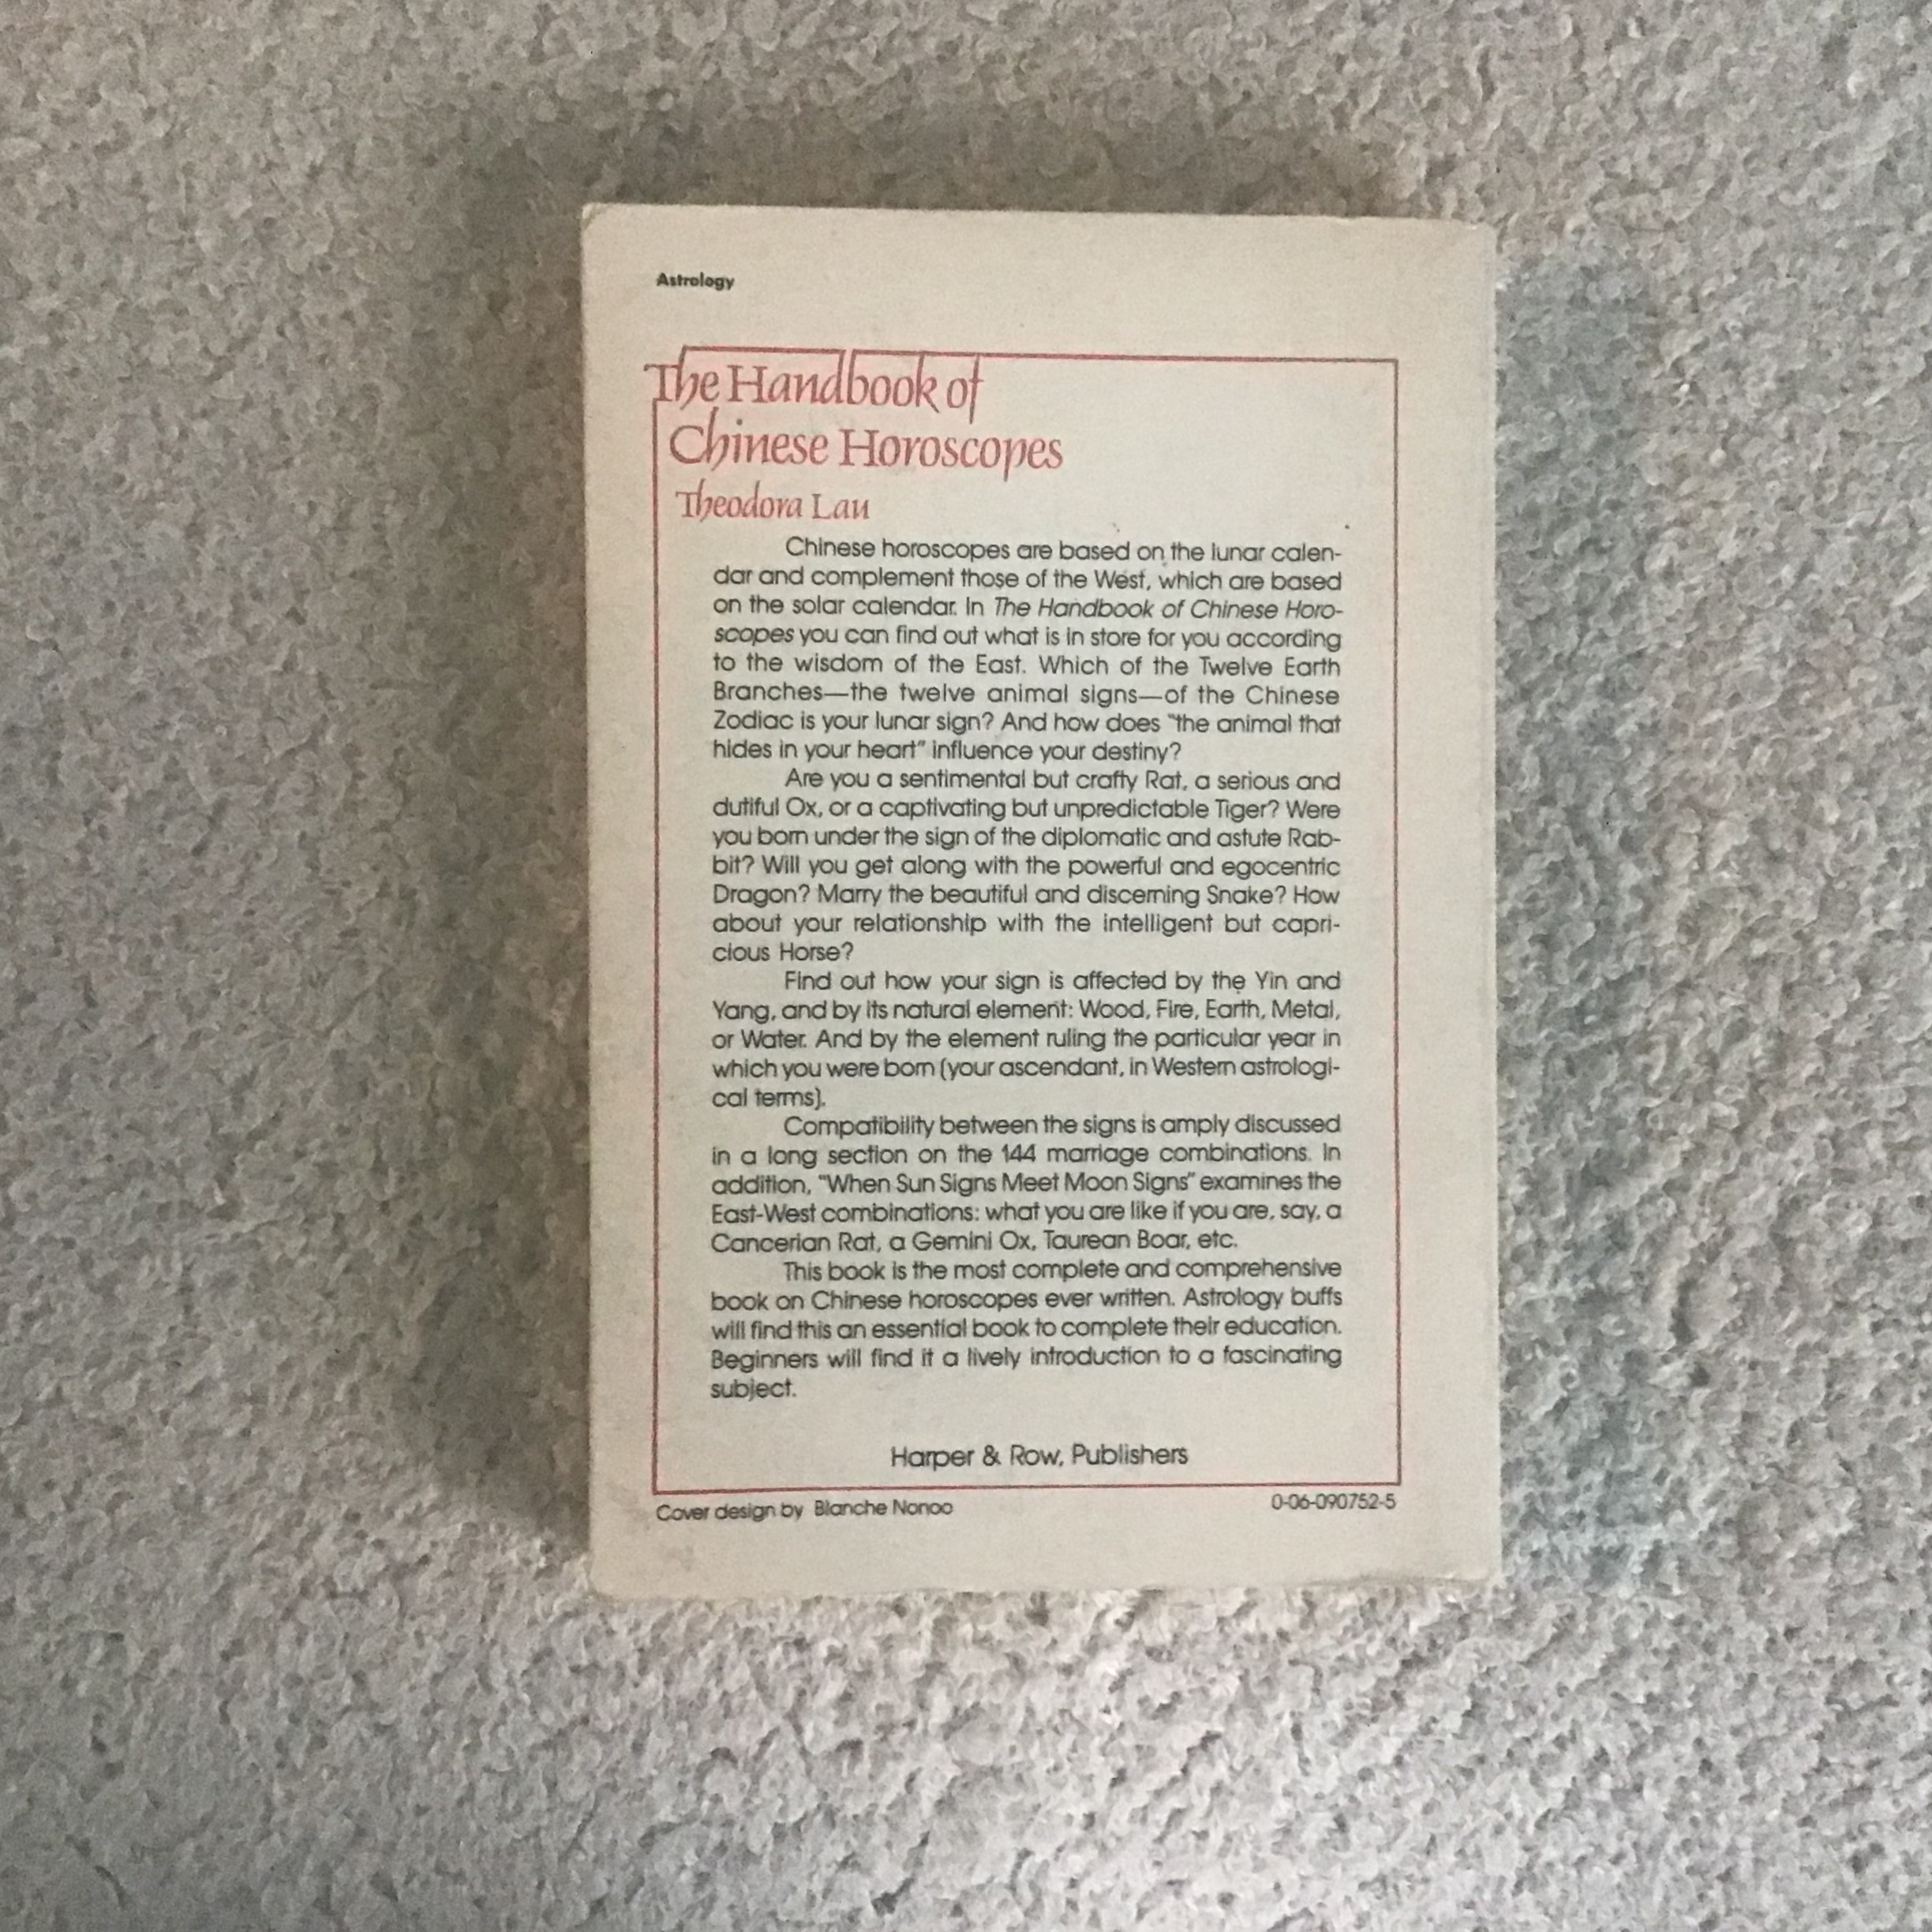 Astrology
The Handbook of
Chinese Horoscopes
Theodora Lau
Chinese horoscopes are based on the lunar calen-
dar and complement those of the West, which are based
on the solar calendar. In The Handbook of Chinese Horo-
scopes you can find out what is in store for you according
to the wisdom of the East. Which of the Twelve Earth
Branches—the twelve animal signs—of the Chinese
Zodiac is your lunar sign? And how does "the animal that
hides in your heart" influence your destiny?
Are you a sentimental but crafty Rat, a serious and
dutiful Ox, or a captivating but unpredictable Tiger? Were
you born under the sign of the diplomatic and astute Rab-
bit? Will you get along with the powerful and egocentric
Dragon? Marry the beautiful and discerning Snake? How
about your relationship with the intelligent but capri-
cious Horse?
Find out how your sign is affected by the Yin and
Yang, and by its natural element: Wood, Fire, Earth, Metal,
or Water. And by the element ruling the particular year in
which you were born (your ascendant, in Western astrologi-
cal terms).
Compatibility between the signs is amply discussed
in a long section on the 144 marriage combinations. In
addition, "When Sun Signs Meet Moon Signs" examines the
East-West combinations: what you are like if you are, say, a
Cancerian Rat, a Gemini Ox, Taurean Boar, etc.
This book is the most complete and comprehensive
book on Chinese horoscopes ever written. Astrology buffs
will find this an essential book to complete their education.
Beginners will find it a lively introduction to a fascinating
subject.
Harper & Row, Publishers
Cover design by Blanche Nonoo
0-06-090752-5